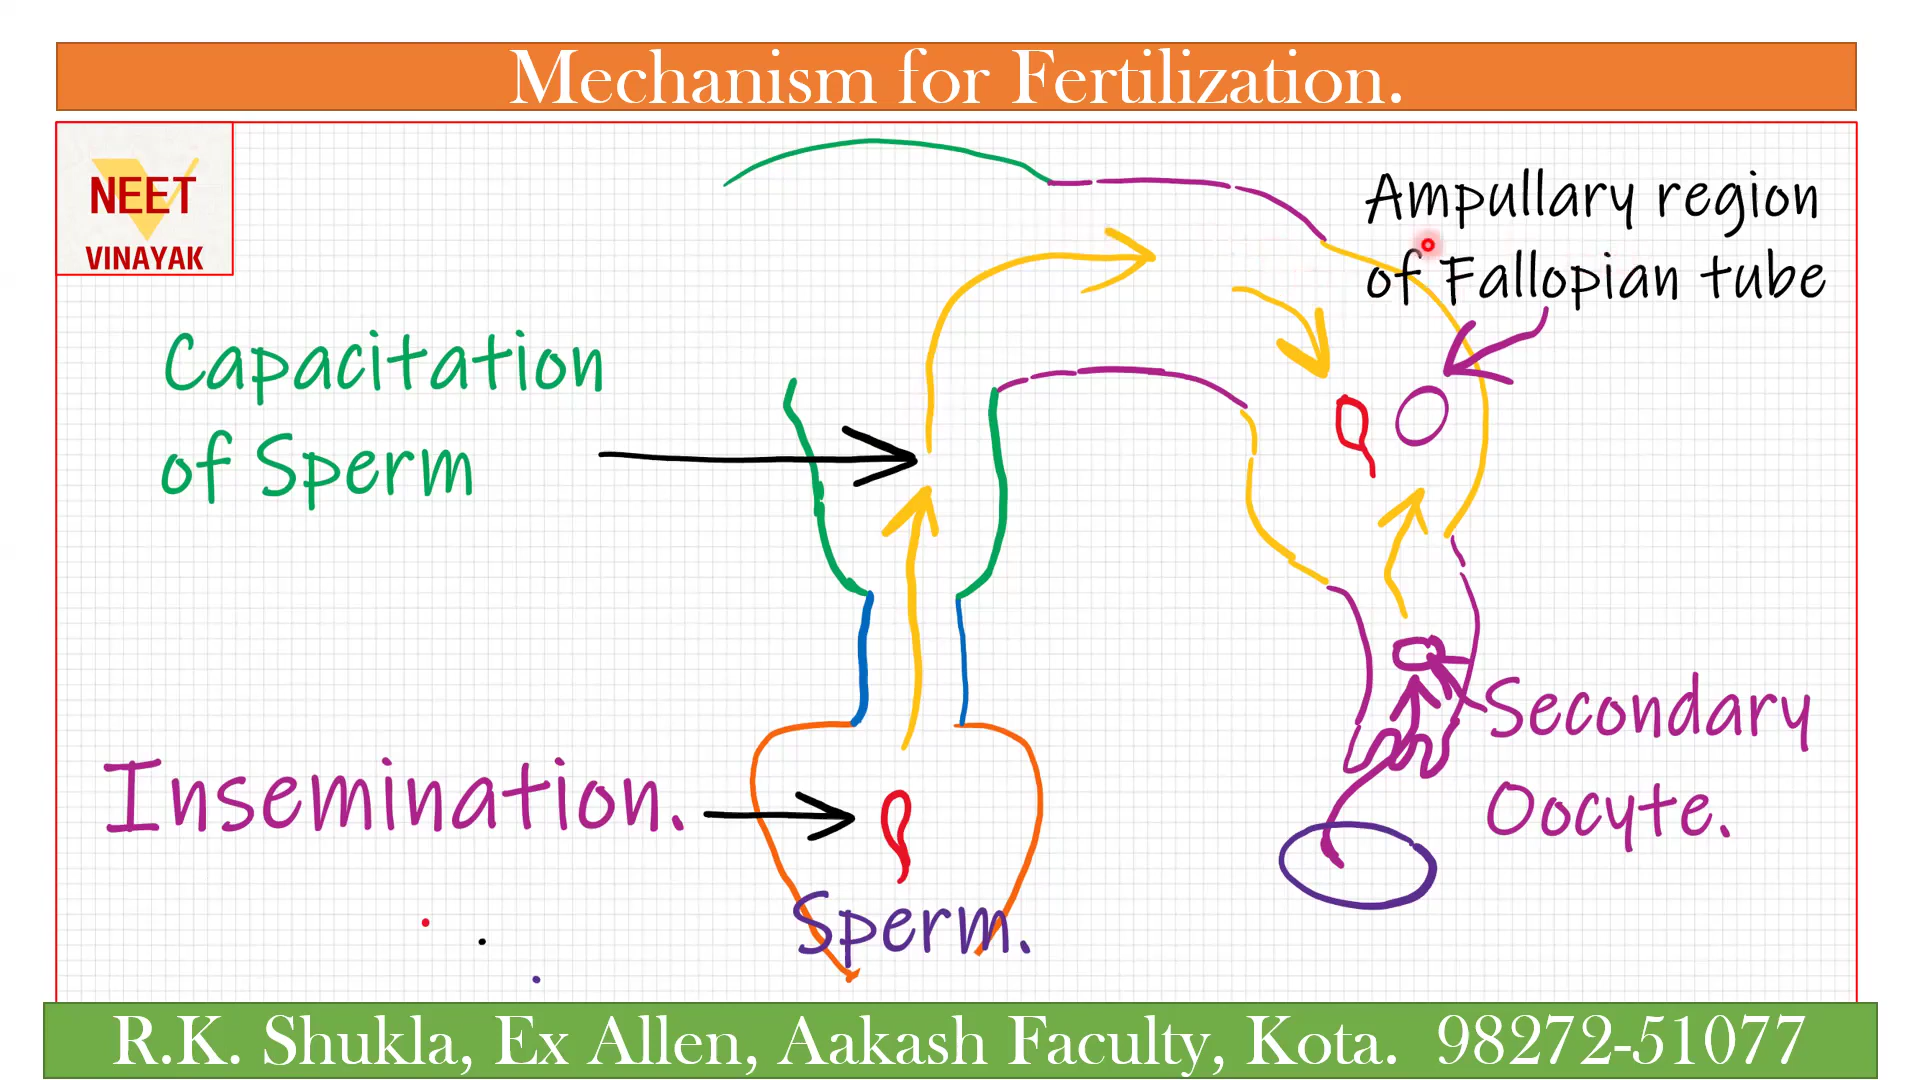 Mechanism for Fertilization.
NEET
VINAYAK
Ampullary region
of Fallopian tube
Capacitation
of Sperm
Secondary
Oocyte.
Insemination.
Sperm.
R.K. Shukla, Ex Allen, Aakash Faculty, Kota. 98272-51077